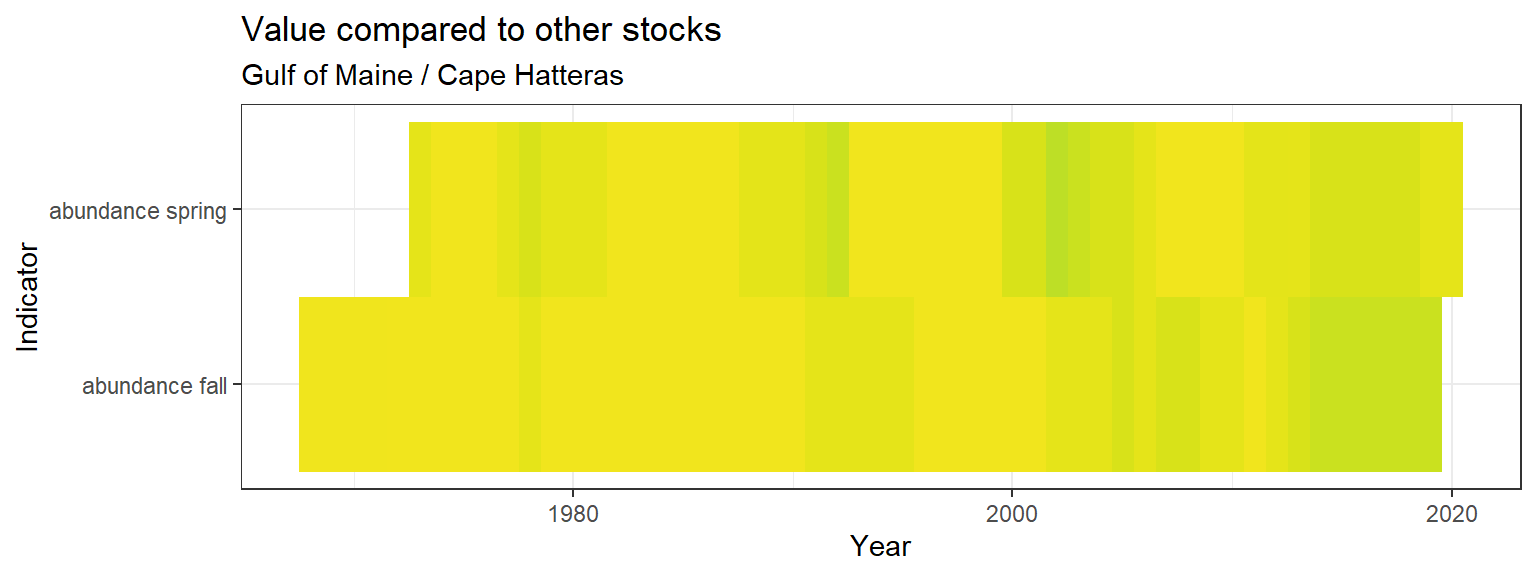 Value compared to other stocks
Gulf of Maine / Cape Hatteras
Indicator
abundance spring
abundance fall
1980
2000
2020
Year